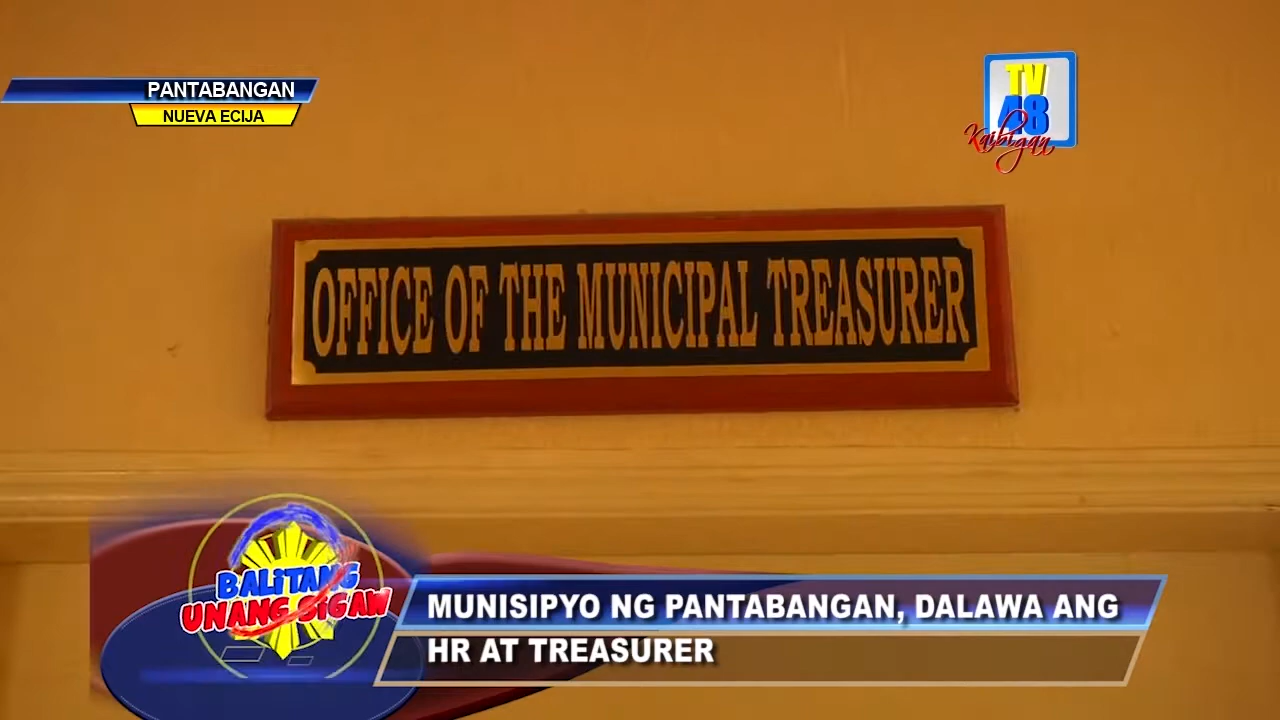 PANTABANGAN
NUEVA ECIJA
TV
48
Kaibigan
OFFICE OF THE MUNICIPAL TREASURER
BALITANG
UNANG SIGAW
MUNISIPYO NG PANTABANGAN, DALAWA ANG
HR AT TREASURER